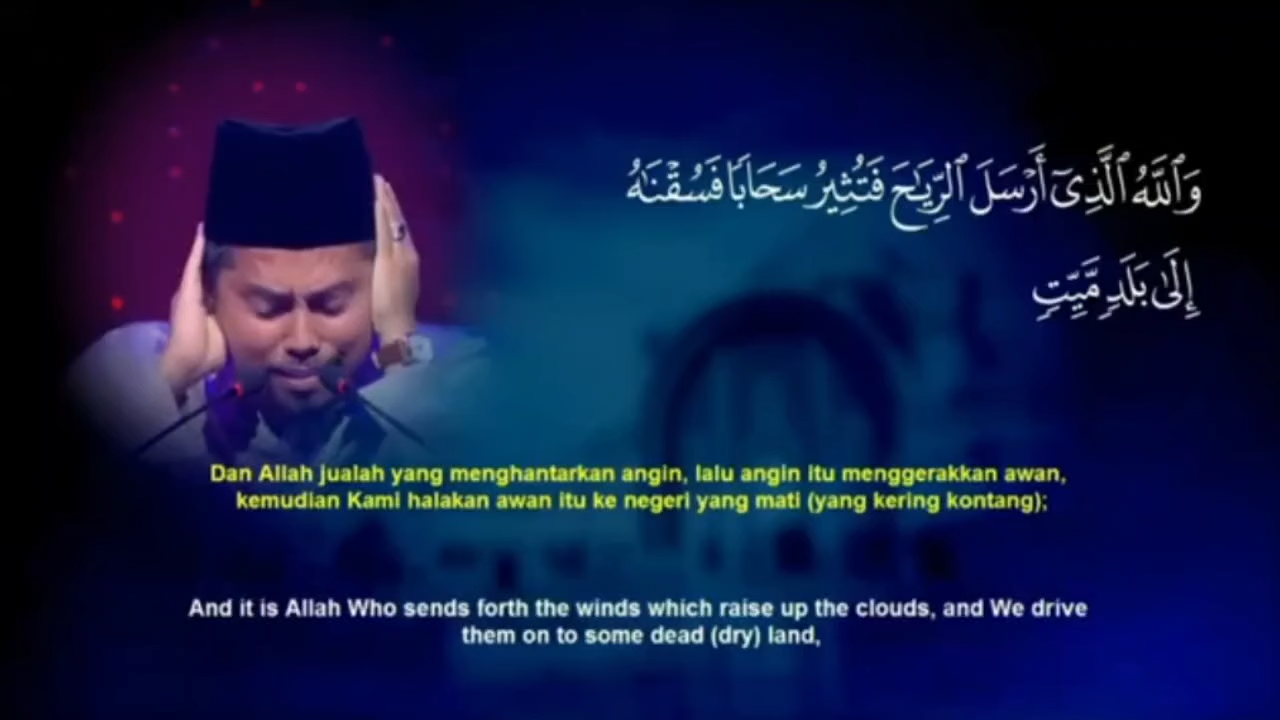 وَٱللَّهُ ٱلَّذِىٓ أَرْسَلَ ٱلرِّيَـٰحَ فَتُثِيرُ سَحَابًا فَسُقْنَـٰهُ
إِلَىٰ بَلَدٍ مَّيِّتٍ
Dan Allah jualah yang menghantarkan angin, lalu angin itu menggerakkan awan,
kemudian Kami halakan awan itu ke negeri yang mati (yang kering kontang);
And it is Allah Who sends forth the winds which raise up the clouds, and We drive
them on to some dead (dry) land,